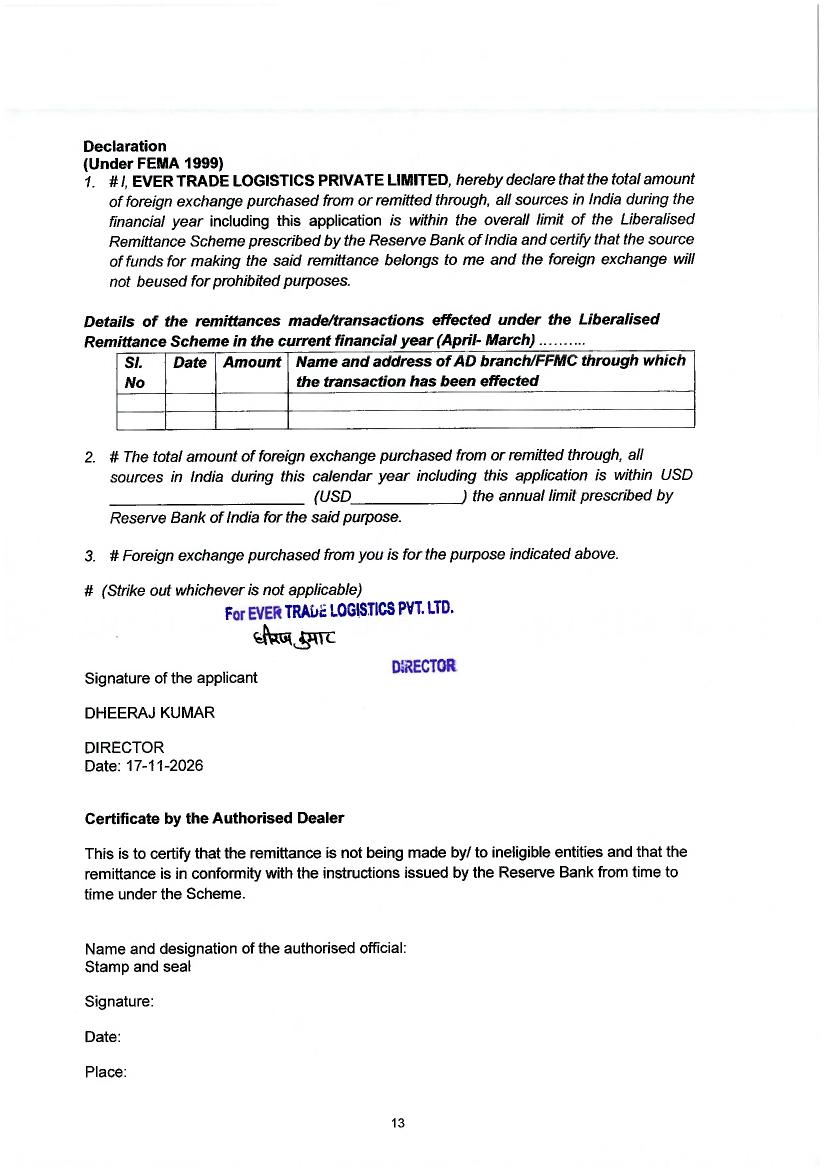 Declaration
(Under FEMA 1999)
1. # I, EVER TRADE LOGISTICS PRIVATE LIMITED, hereby declare that the total amount
of foreign exchange purchased from or remitted through, all sources in India during the
financial year including this application is within the overall limit of the Liberalised
Remittance Scheme prescribed by the Reserve Bank of India and certify that the source
of funds for making the said remittance belongs to me and the foreign exchange will
not beused for prohibited purposes.
Details of the remittances made/transactions effected under the Liberalised
Remittance Scheme in the current financial year (April- March) ..........
Sl. No Date Amount Name and address of AD branch/FFMC through which
the transaction has been effected
2. # The total amount of foreign exchange purchased from or remitted through, all
sources in India during this calendar year including this application is within USD
____________________ (USD____________) the annual limit prescribed by
Reserve Bank of India for the said purpose.
3. # Foreign exchange purchased from you is for the purpose indicated above.
# (Strike out whichever is not applicable)
For EVER TRADE LOGISTICS PVT. LTD.
कुमार
DIRECTOR
Signature of the applicant
DHEERAJ KUMAR
DIRECTOR
Date: 17-11-2026
Certificate by the Authorised Dealer
This is to certify that the remittance is not being made by/ to ineligible entities and that the
remittance is in conformity with the instructions issued by the Reserve Bank from time to
time under the Scheme.
Name and designation of the authorised official:
Stamp and seal
Signature:
Date:
Place:
13